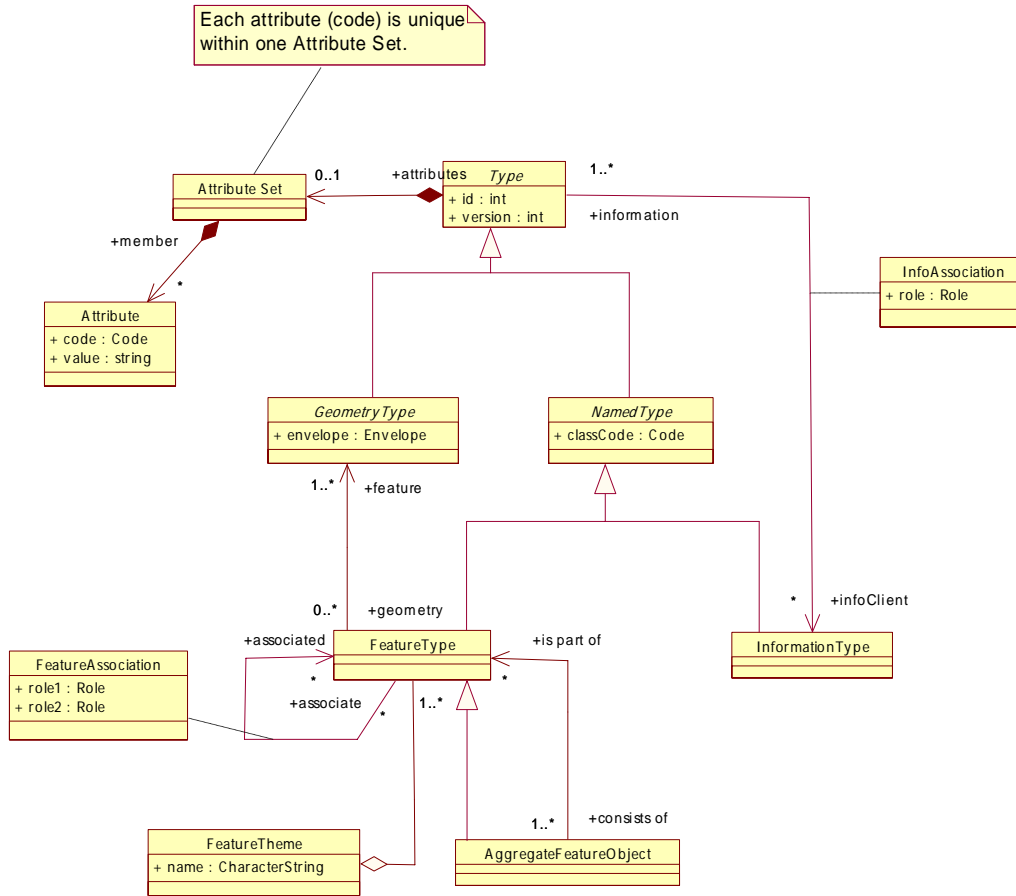 Each attribute (code) is unique
within one Attribute Set.
+attributes
Type
1..*
0..1
Attribute Set
+ id : int
+ version : int
+information
+member
*
InfoAssociation
+ role : Role
Attribute
+ code : Code
+ value : string
GeometryType
+ envelope : Envelope
NamedType
+ classCode : Code
1..*
+feature
0..*
+geometry
*
+infoClient
+associated
FeatureType
+is part of
InformationType
FeatureAssociation
+ role1 : Role
+ role2 : Role
*
*
+associate
*
1..*
1..*
+consists of
FeatureTheme
+ name : CharacterString
AggregateFeatureObject